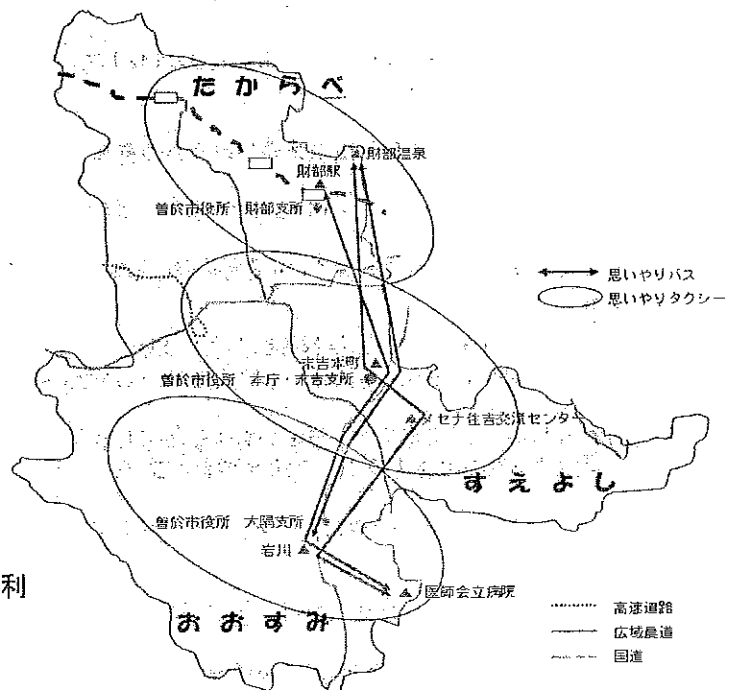 たからべ
財部温泉
財部駅
曽於市役所 財部支所
思いやりバス
思いやりタクシー
末吉本町
曽於市役所 本庁・末吉支所
メセナ住吉交流センター
すえよし
曽於市役所 大隅支所
岩川
利
医師会立病院
おおすみ
高速道路
広域農道
国道